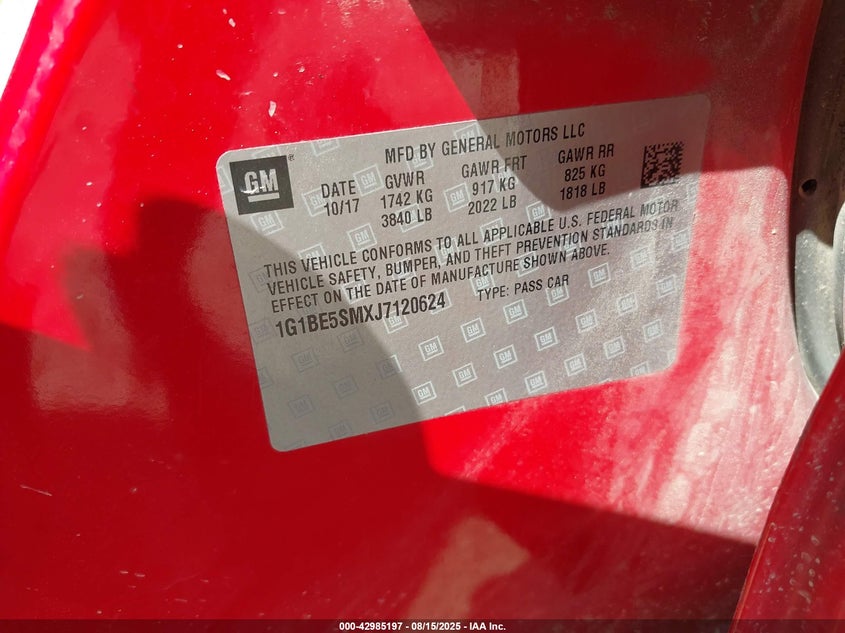 GM
®
MFD BY GENERAL MOTORS LLC
DATE GVWR GAWR FRT GAWR RR
10/17 1742 KG 917 KG 825 KG
3840 LB 2022 LB 1818 LB
THIS VEHICLE CONFORMS TO ALL APPLICABLE U.S. FEDERAL MOTOR
VEHICLE SAFETY, BUMPER, AND THEFT PREVENTION STANDARDS IN
EFFECT ON THE DATE OF MANUFACTURE SHOWN ABOVE.
1G1BE5SMXJ7120624 TYPE: PASS CAR
000-42985197 - 08/15/2025 - IAA Inc.